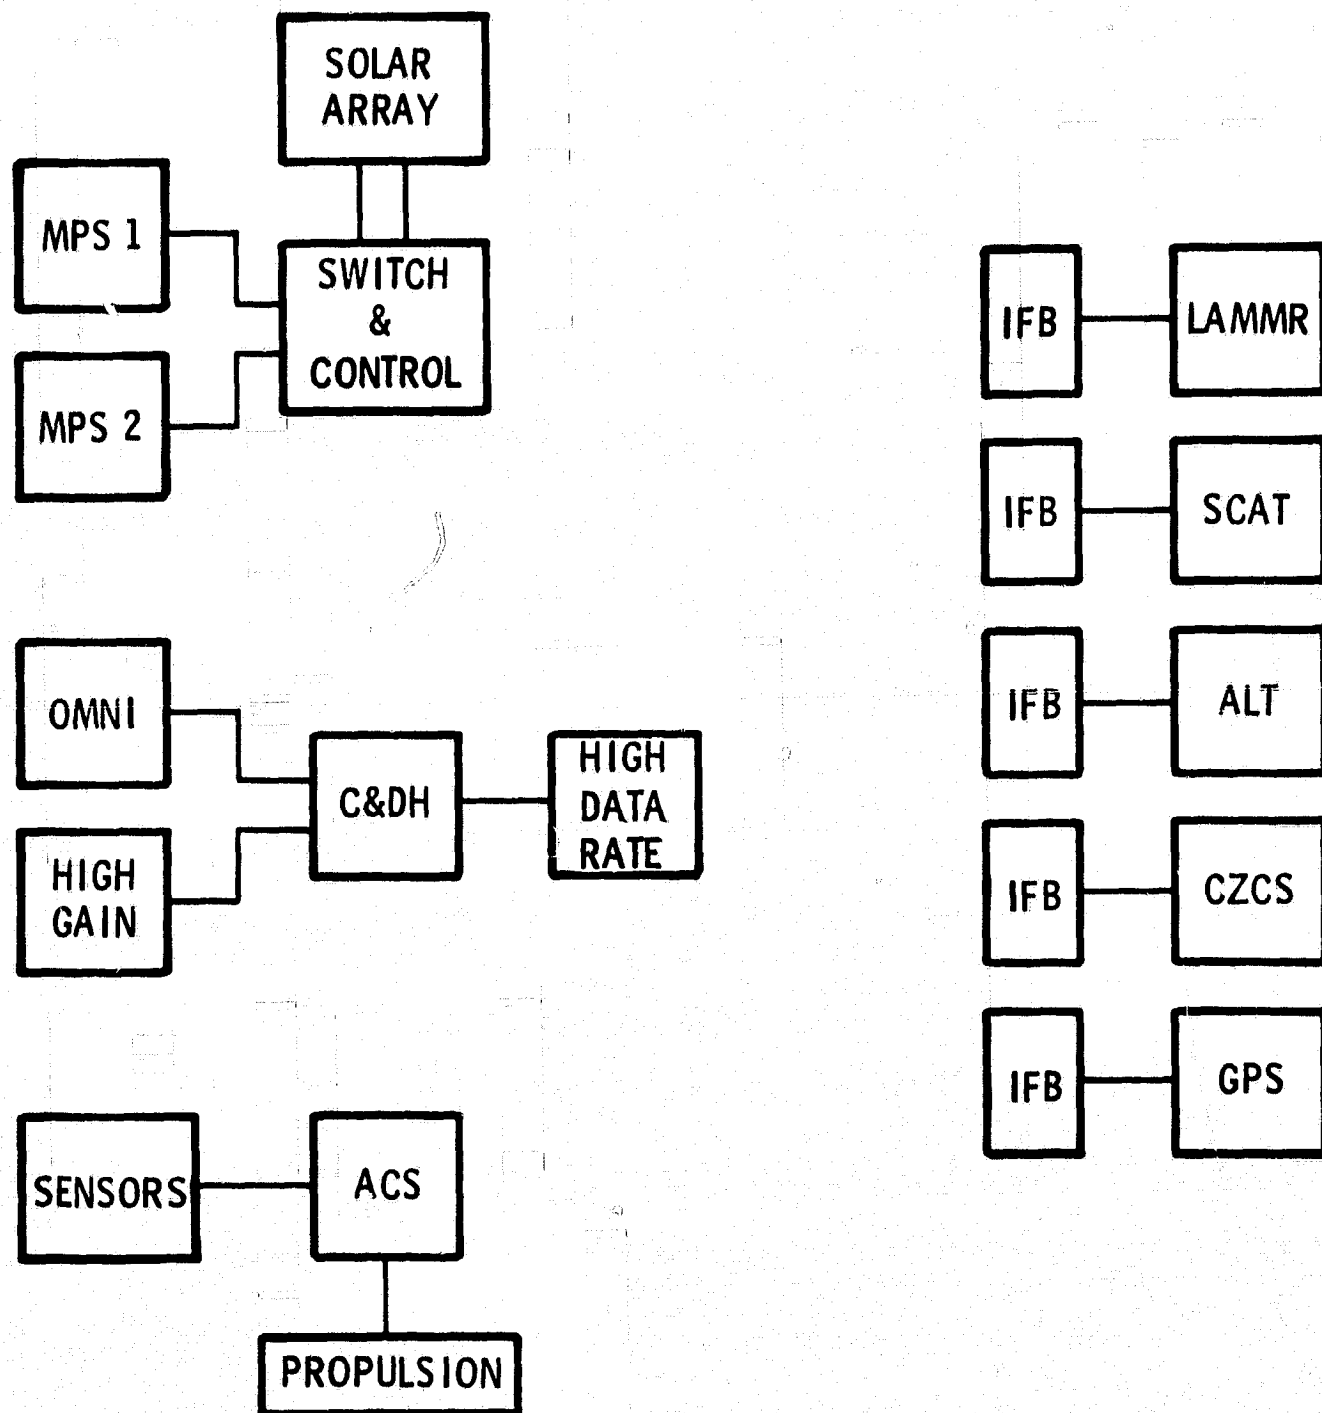 SOLAR
ARRAY
MPS 1
SWITCH
&
CONTROL
MPS 2
OMNI
C&DH
HIGH
DATA
RATE
HIGH
GAIN
SENSORS
ACS
PROPULSION
IFB
LAMMR
IFB
SCAT
IFB
ALT
IFB
CZCS
IFB
GPS